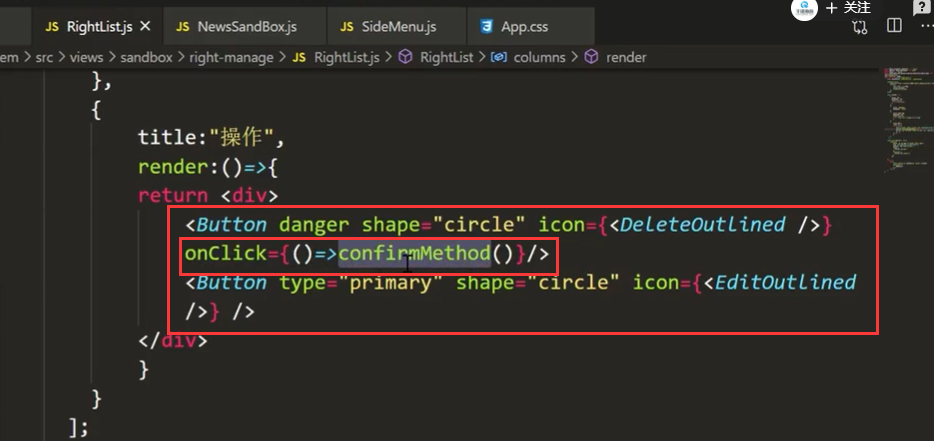 + 关注
JS RightList.js × JS NewsSandBox.js JS SideMenu.js App.css
em > src > views > sandbox > right-manage > JS RightList.js > RightList > columns > render
},
{
title:"操作",
render:()=>{
return <div>
<Button danger shape="circle" icon={<DeleteOutlined />}
onClick={()=>confirmMethod()}/>
<Button type="primary" shape="circle" icon={<EditOutlined
/>} />
</div>
}
}
];